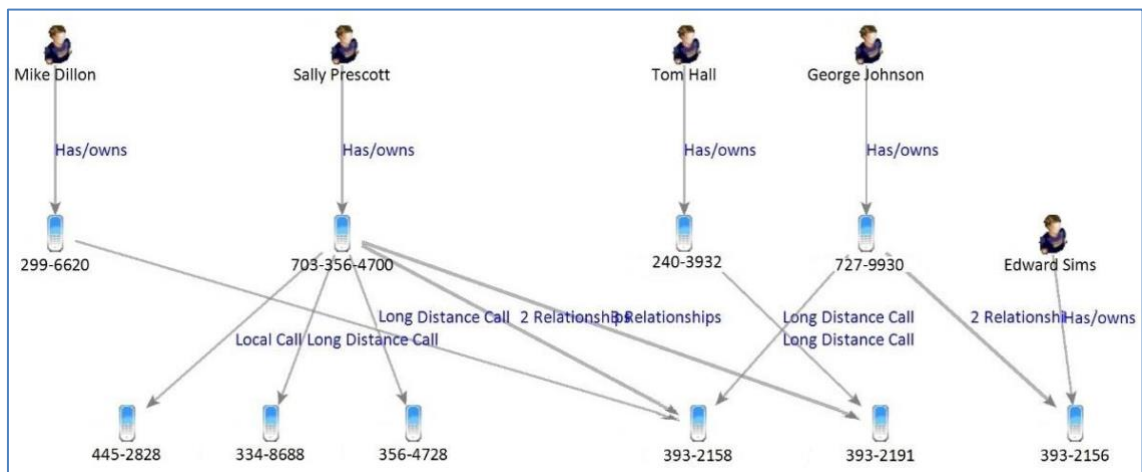 Mike Dillon
Sally Prescott
Tom Hall
George Johnson
Has/owns
Has/owns
Has/owns
Has/owns
299-6620
703-356-4700
240-3932
727-9930
Edward Sims
Long Distance Call
2 Relationships
3 Relationships
Long Distance Call
2 Relationshi
Has/owns
Local Call
Long Distance Call
Long Distance Call
445-2828
334-8688
356-4728
393-2158
393-2191
393-2156